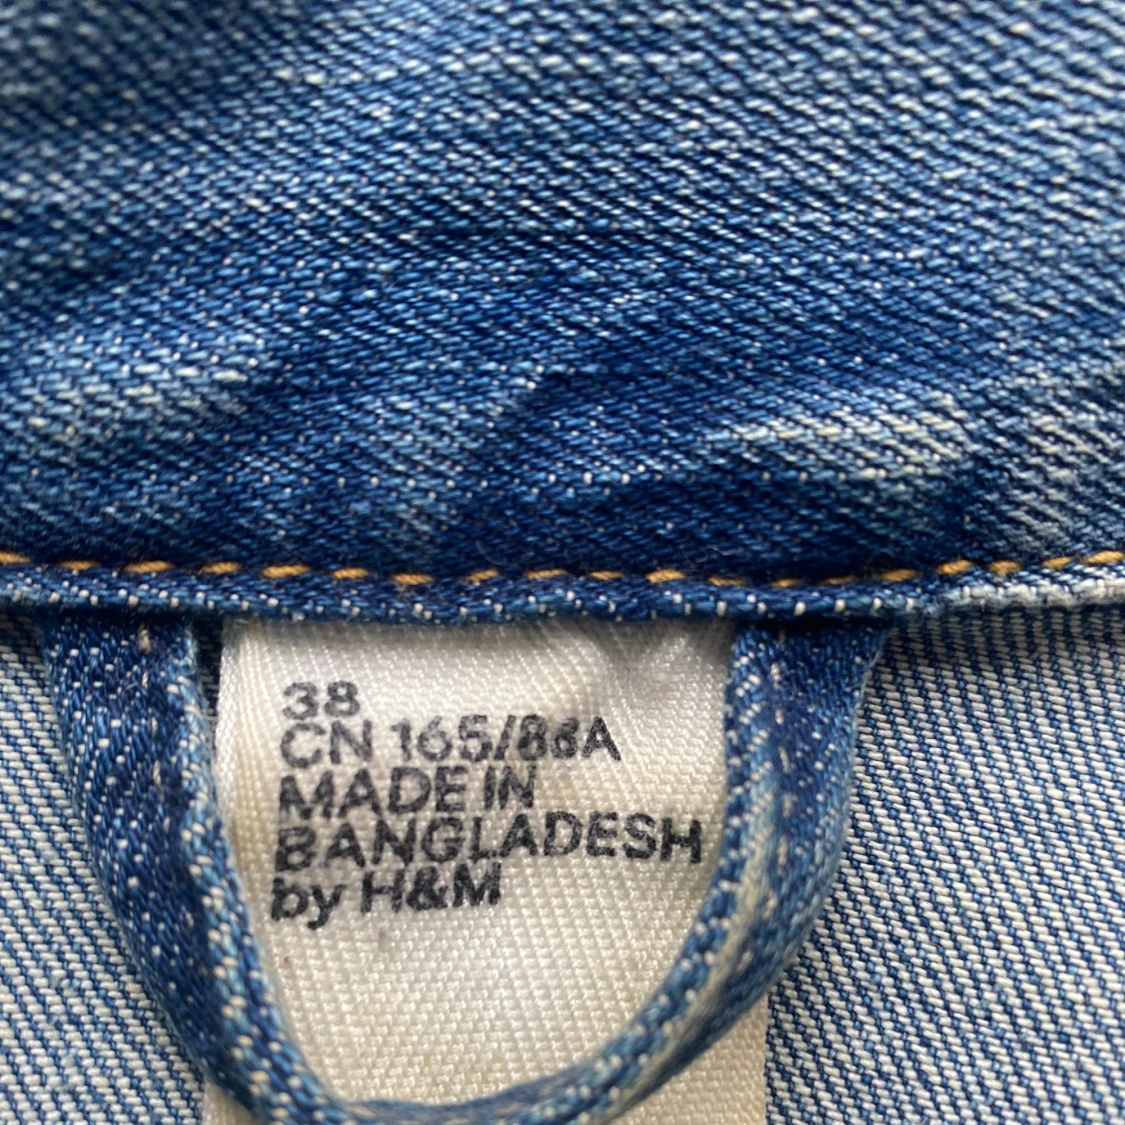 38
CN 165/88A
MADE IN
BANGLADESH
by H&M